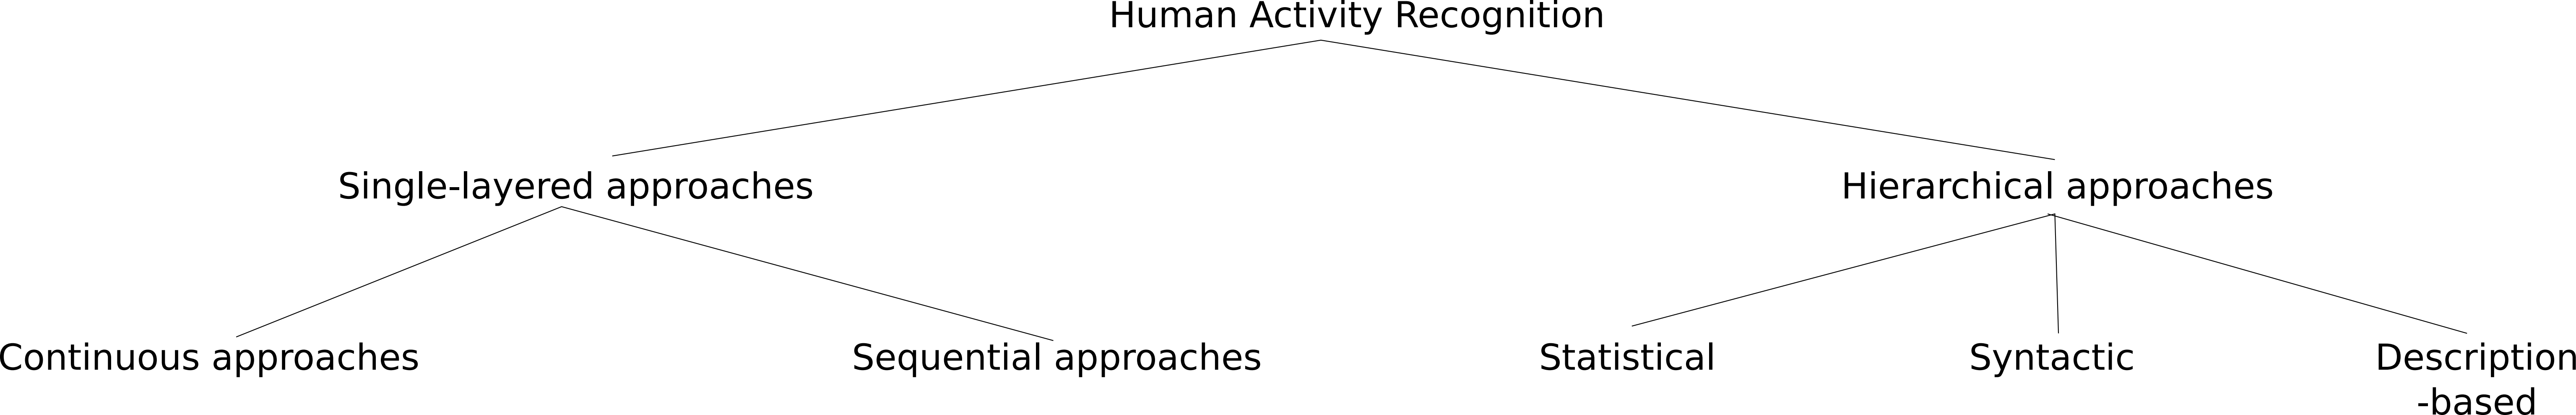 Human Activity Recognition
Single-layered approaches
Hierarchical approaches
Continuous approaches
Sequential approaches
Statistical
Syntactic
Description
-based